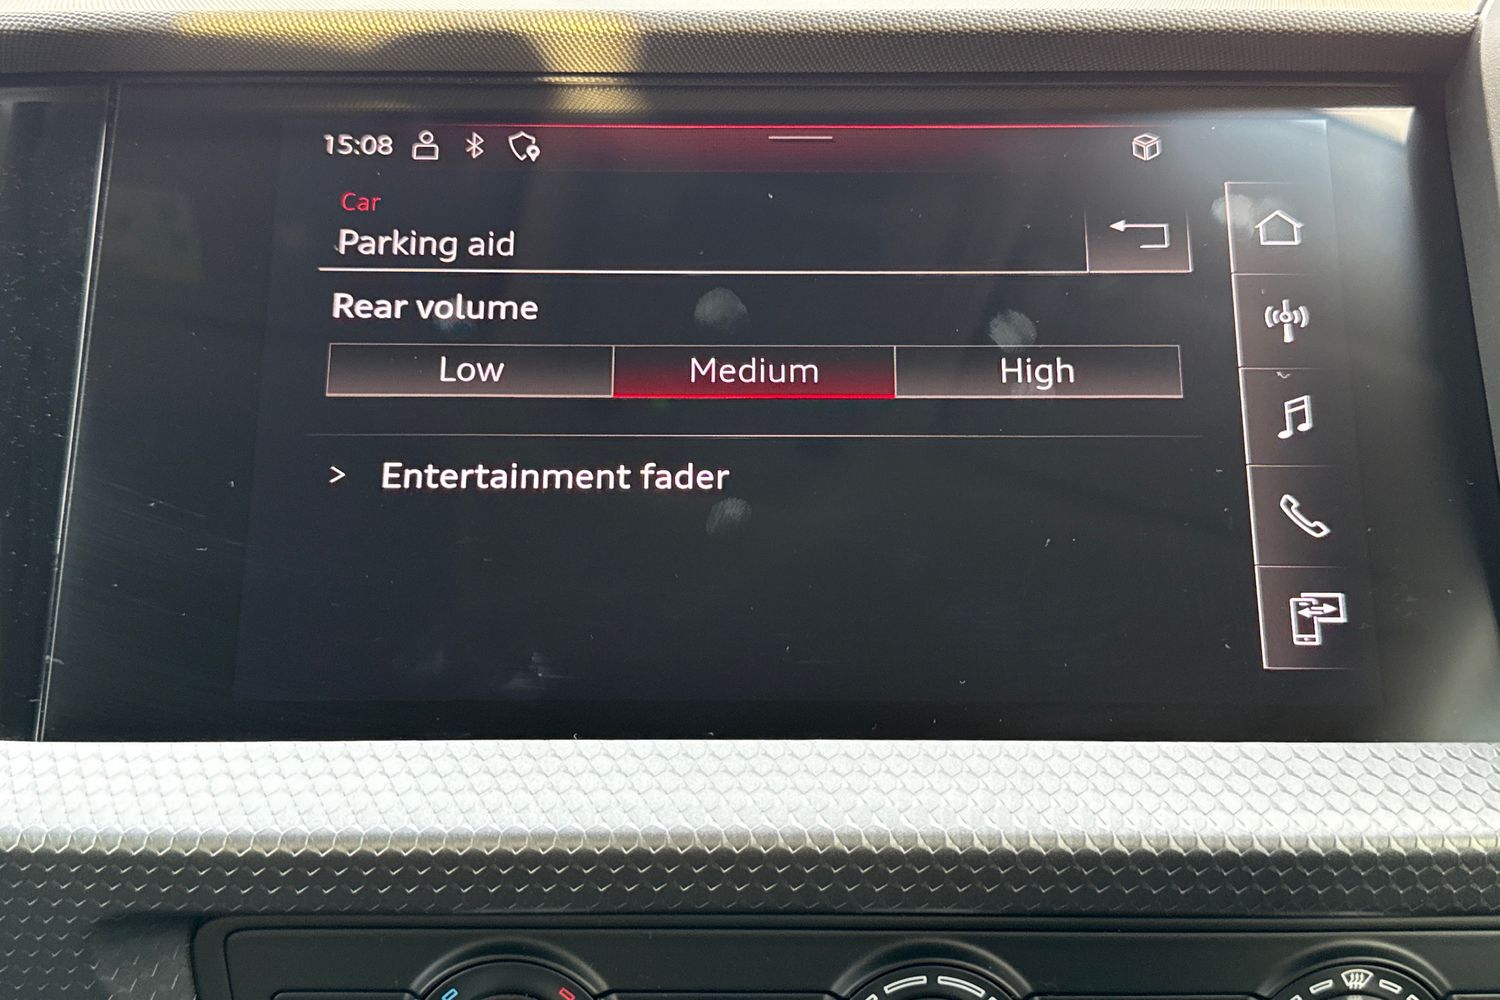 15:08
Car
Parking aid
Rear volume
Low Medium High
> Entertainment fader